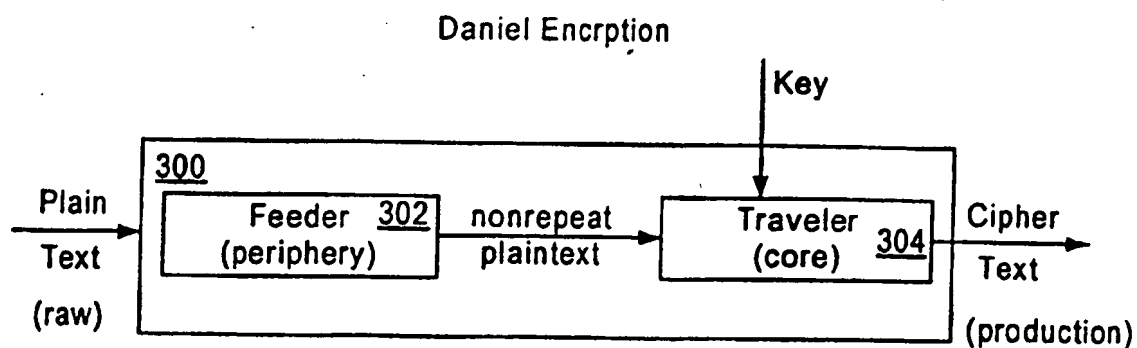 Daniel Encrption
Key
300
Plain
Text
(raw)
Feeder 302
(periphery)
nonrepeat
plaintext
Traveler
(core) 304
Cipher
Text
(production)